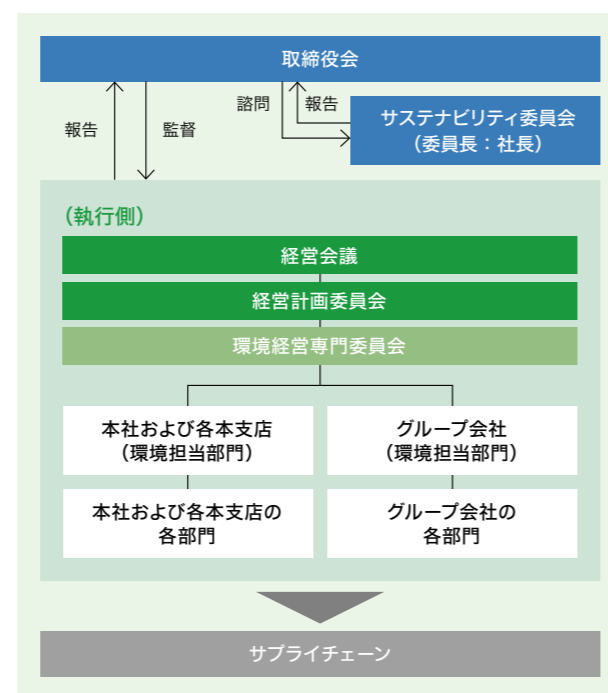 取締役会
諮問
報告
報告
監督
サステナビリティ委員会
（委員長：社長）
（執行側）
経営会議
経営計画委員会
環境経営専門委員会
本社および各本支店
（環境担当部門）
グループ会社
（環境担当部門）
本社および各本支店の
各部門
グループ会社の
各部門
サプライチェーン